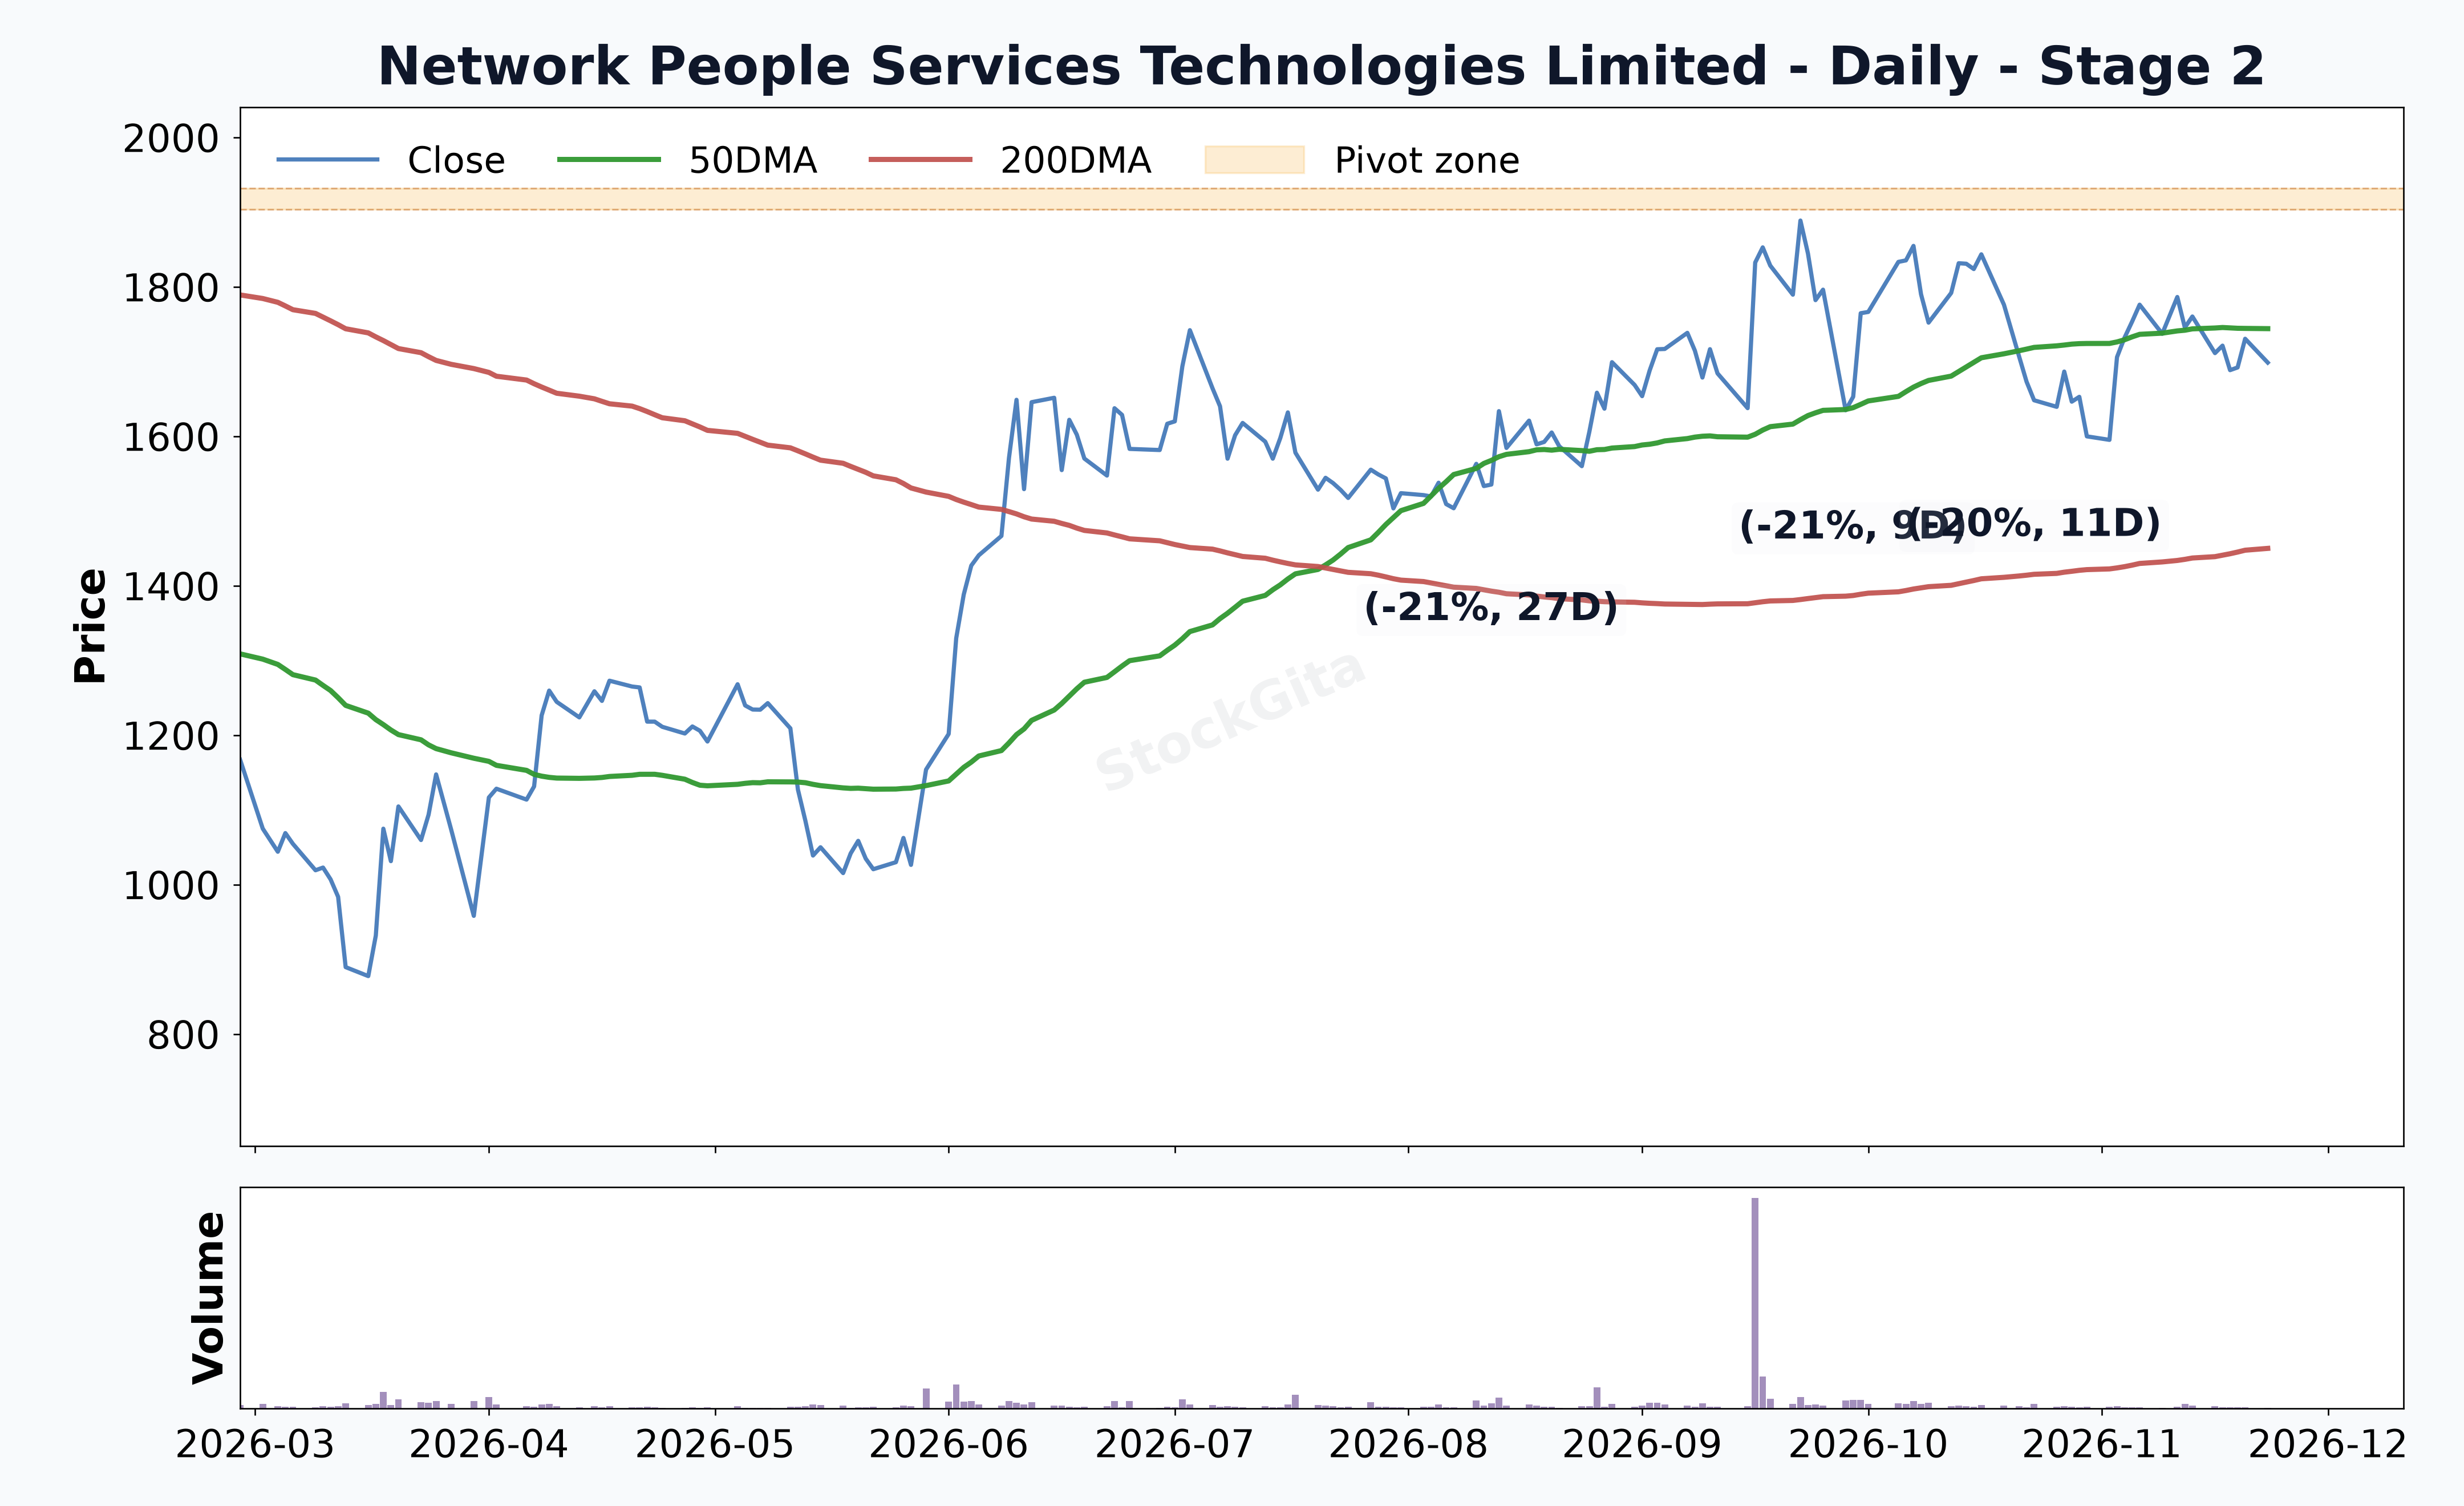 Network People Services Technologies Limited - Daily - Stage 2
Close 50DMA 200DMA Pivot zone
Price
2000
1800
1600
1400
1200
1000
800
(-21%, 27D)
(-21%, 9D)
(-20%, 11D)
StockGita
Volume
2026-03 2026-04 2026-05 2026-06 2026-07 2026-08 2026-09 2026-10 2026-11 2026-12